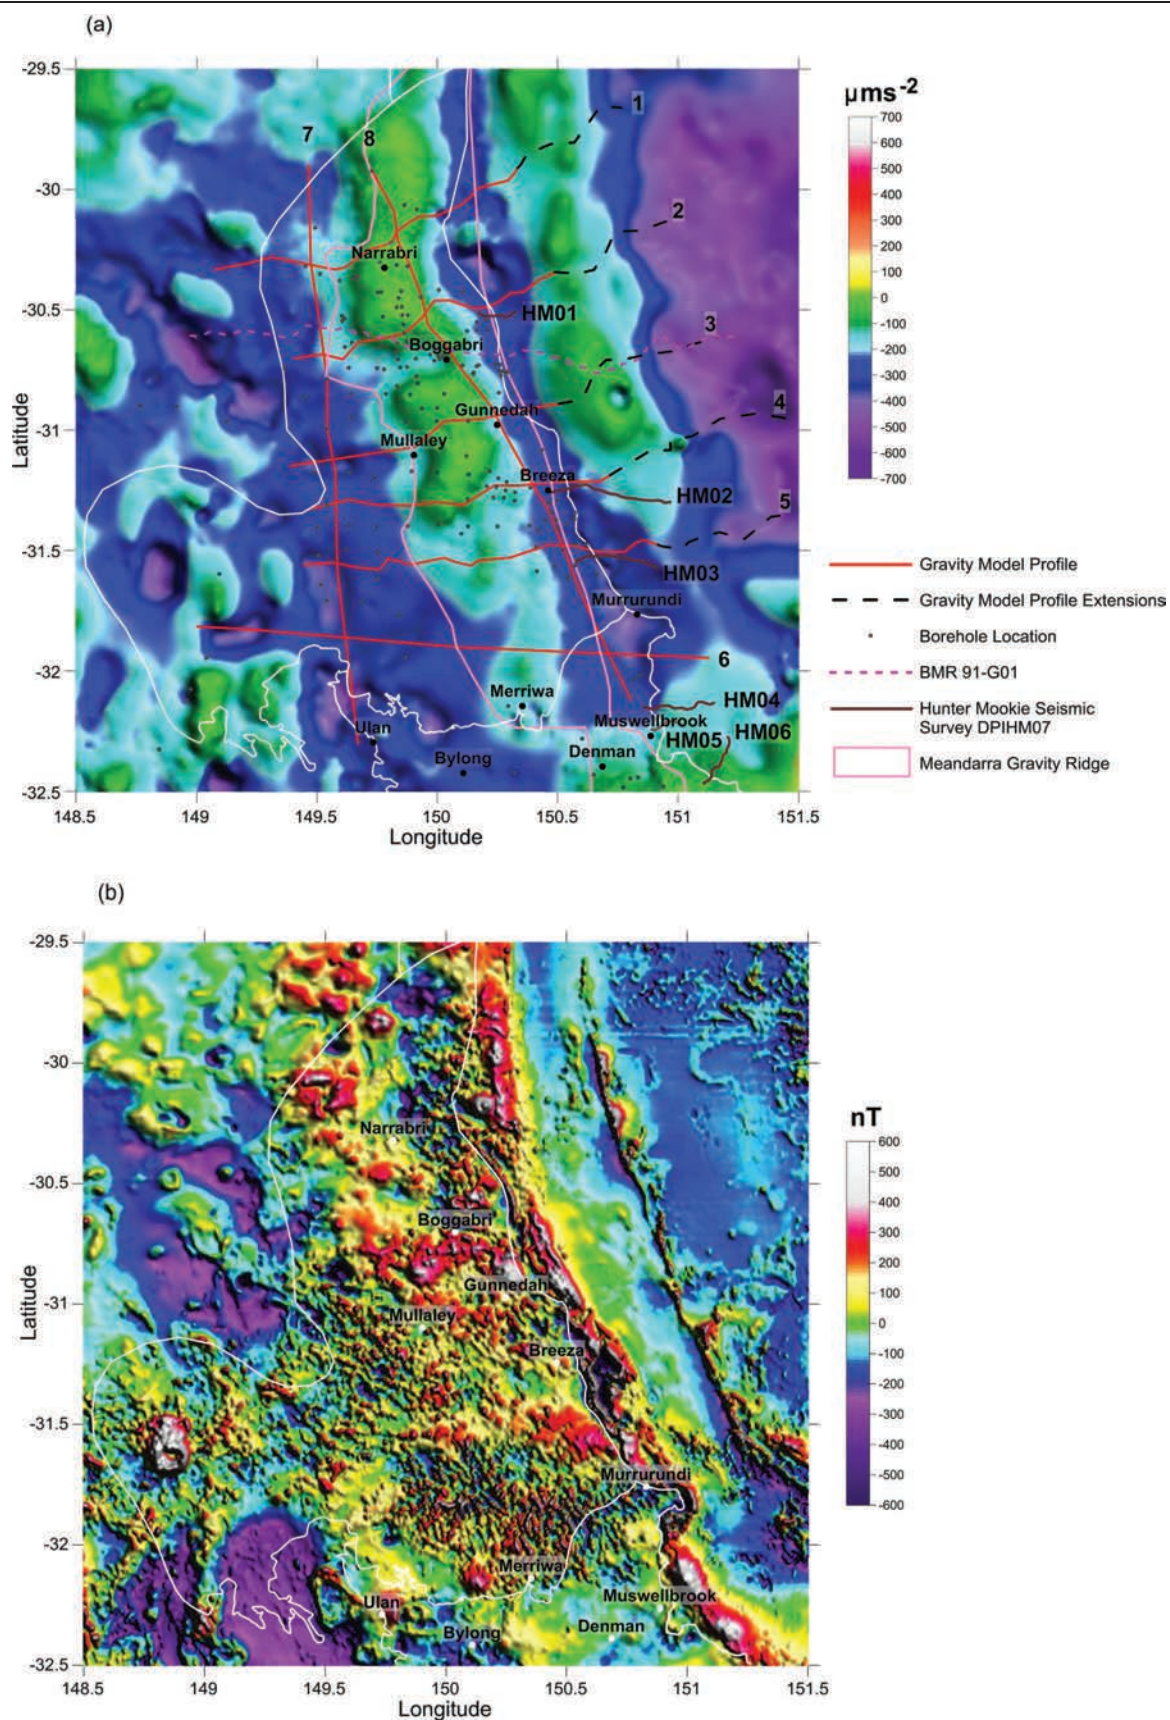 (a)
μms-2
-29.5
-30
-30.5
-31
-31.5
-32
-32.5
Latitude
148.5 149 149.5 150 150.5 151 151.5
Longitude
1
2
3
4
5
6
7
8
Narrabri
HM01
Boggabri
Gunnedah
Mullaley
Breeza
HM02
HM03
Murrurundi
Merriwa
HM04
Muswellbrook
HM05
HM06
Ulan
Denman
Bylong
700
600
500
400
300
200
100
0
-100
-200
-300
-400
-500
-600
-700
Gravity Model Profile
Gravity Model Profile Extensions
Borehole Location
BMR 91-G01
Hunter Mookie Seismic
Survey DPIHM07
Meandarra Gravity Ridge
(b)
-29.5
-30
-30.5
-31
-31.5
-32
-32.5
Latitude
148.5 149 149.5 150 150.5 151 151.5
Longitude
Narrabri
Boggabri
Gunnedah
Mullaley
Breeza
Murrurundi
Merriwa
Muswellbrook
Ulan
Denman
Bylong
nT
600
500
400
300
200
100
0
-100
-200
-300
-400
-500
-600